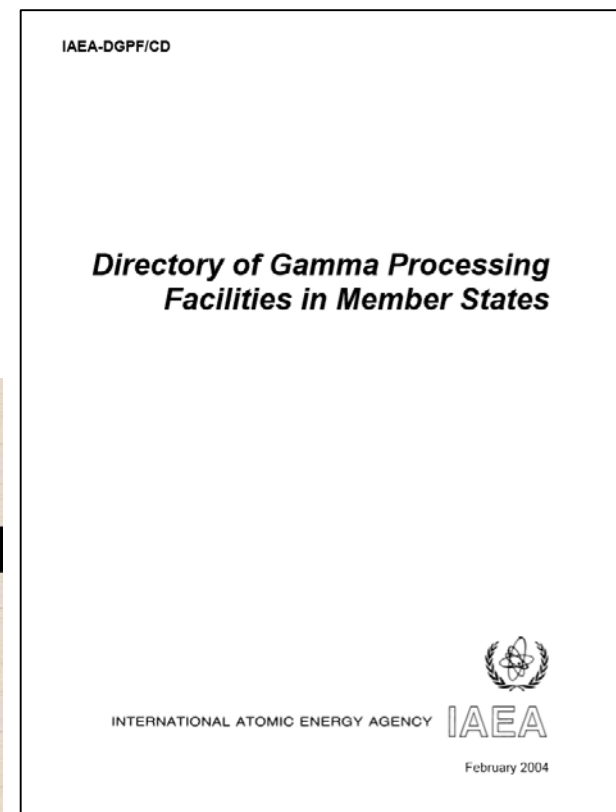 IAEA-DGPF/CD
Directory of Gamma Processing
Facilities in Member States
INTERNATIONAL ATOMIC ENERGY AGENCY IAEA
February 2004